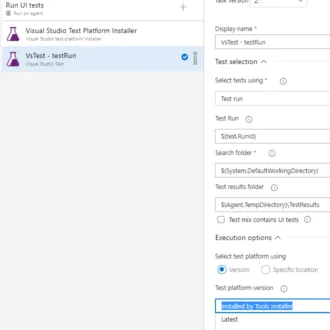 Run UI tests
Run on agent
Visual Studio Test Platform Installer
Visual Studio test platform installer
VsTest - testRun
Visual Studio Test
Task version 2.*
Display name *
VsTest - testRun
Test selection
Select tests using *
Test run
Test Run
$(test.RunId)
Search folder *
$(System.DefaultWorkingDirectory)
Test results folder
$(Agent.TempDirectory)\TestResults
Test mix contains UI tests
Execution options
Select test platform using
Version
Specific location
Test platform version
Installed by Tools Installer
Latest